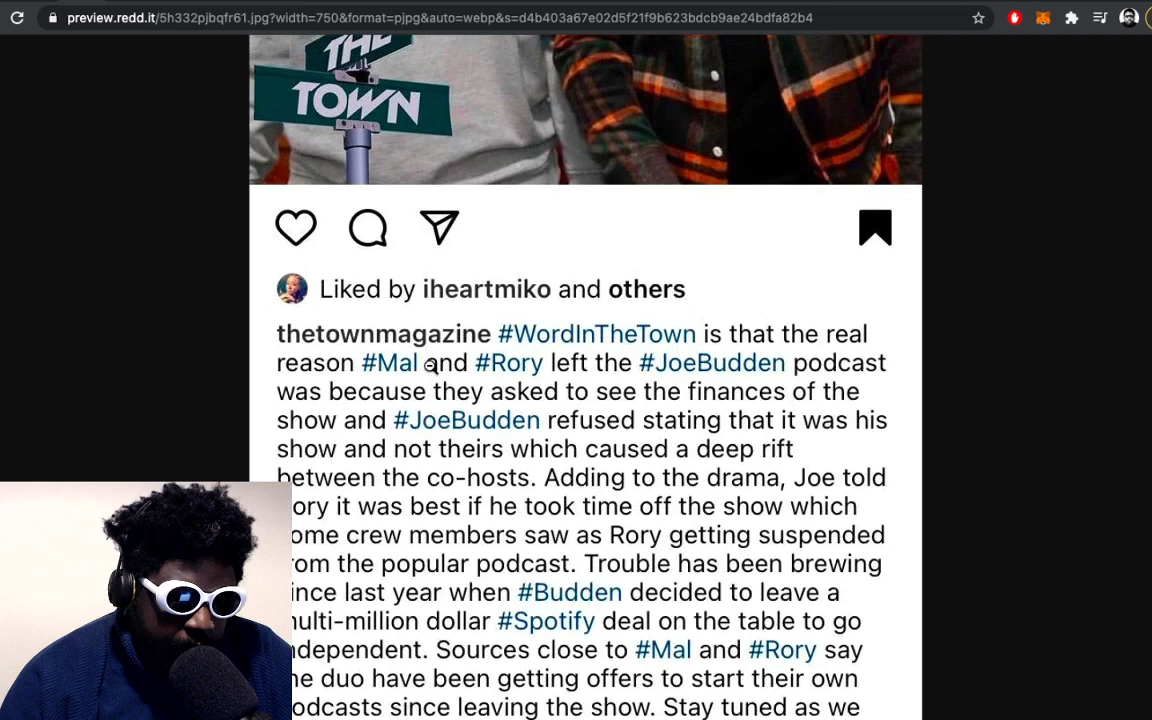 preview.redd.it/5h332pjbqfr61.jpg?width=750&format=pjpg&auto=webp&s=d4b403a67e02d5f21f9b623bdcb9ae24bdfa82b4
THE
TOWN
Liked by iheartmiko and others
thetownmagazine #WordInTheTown is that the real
reason #Mal and #Rory left the #JoeBudden podcast
was because they asked to see the finances of the
show and #JoeBudden refused stating that it was his
show and not theirs which caused a deep rift
between the co-hosts. Adding to the drama, Joe told
ory it was best if he took time off the show which
ome crew members saw as Rory getting suspended
rom the popular podcast. Trouble has been brewing
ince last year when #Budden decided to leave a
multi-million dollar #Spotify deal on the table to go
ndependent. Sources close to #Mal and #Rory say
he duo have been getting offers to start their own
odcasts since leaving the show. Stay tuned as we